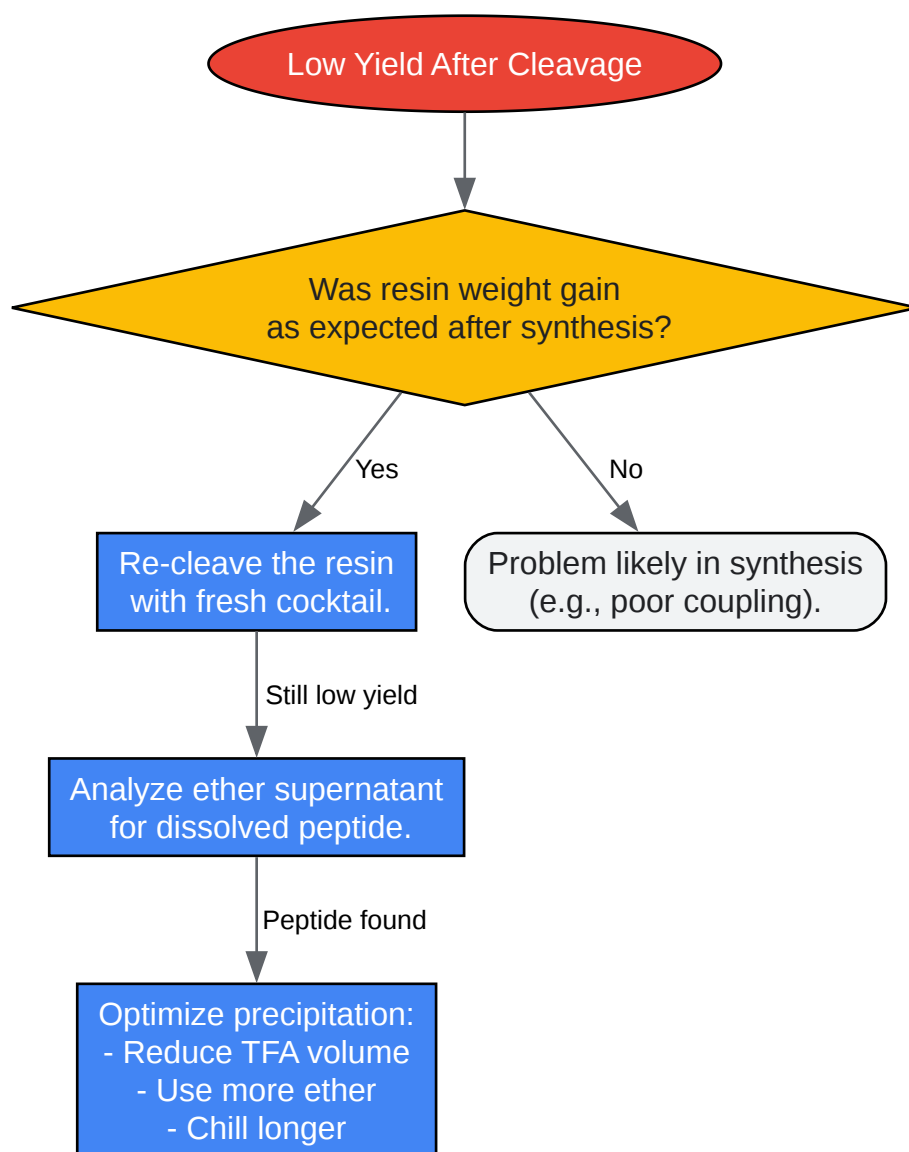 Low Yield After Cleavage
Was resin weight gain
as expected after synthesis?
Yes
No
Re-cleave the resin
with fresh cocktail.
Problem likely in synthesis
(e.g., poor coupling).
Still low yield
Analyze ether supernatant
for dissolved peptide.
Peptide found
Optimize precipitation:
- Reduce TFA volume
- Use more ether
- Chill longer